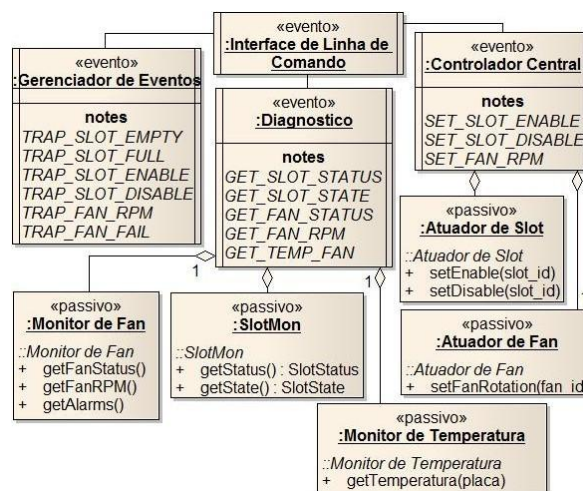 «evento»
:Interface de Linha de
Comando
«evento»
:Gerenciador de Eventos
notes
TRAP_SLOT_EMPTY
TRAP_SLOT_FULL
TRAP_SLOT_ENABLE
TRAP_SLOT_DISABLE
TRAP_FAN_RPM
TRAP_FAN_FAIL
«evento»
:Diagnostico
notes
GET_SLOT_STATUS
GET_SLOT_STATE
GET_FAN_STATUS
GET_FAN_RPM
GET_TEMP_FAN
«evento»
:Controlador Central
notes
SET_SLOT_ENABLE
SET_SLOT_DISABLE
SET_FAN_RPM
«passivo»
:Atuador de Slot
::Atuador de Slot
+ setEnable(slot_id)
+ setDisable(slot_id)
1
1
«passivo»
:Monitor de Fan
::Monitor de Fan
+ getFanStatus()
+ getFanRPM()
+ getAlarms()
«passivo»
:SlotMon
::SlotMon
+ getStatus() : SlotStatus
+ getState() : SlotState
«passivo»
:Atuador de Fan
::Atuador de Fan
+ setFanRotation(fan_id
«passivo»
:Monitor de Temperatura
::Monitor de Temperatura
+ getTemperatura(placa)